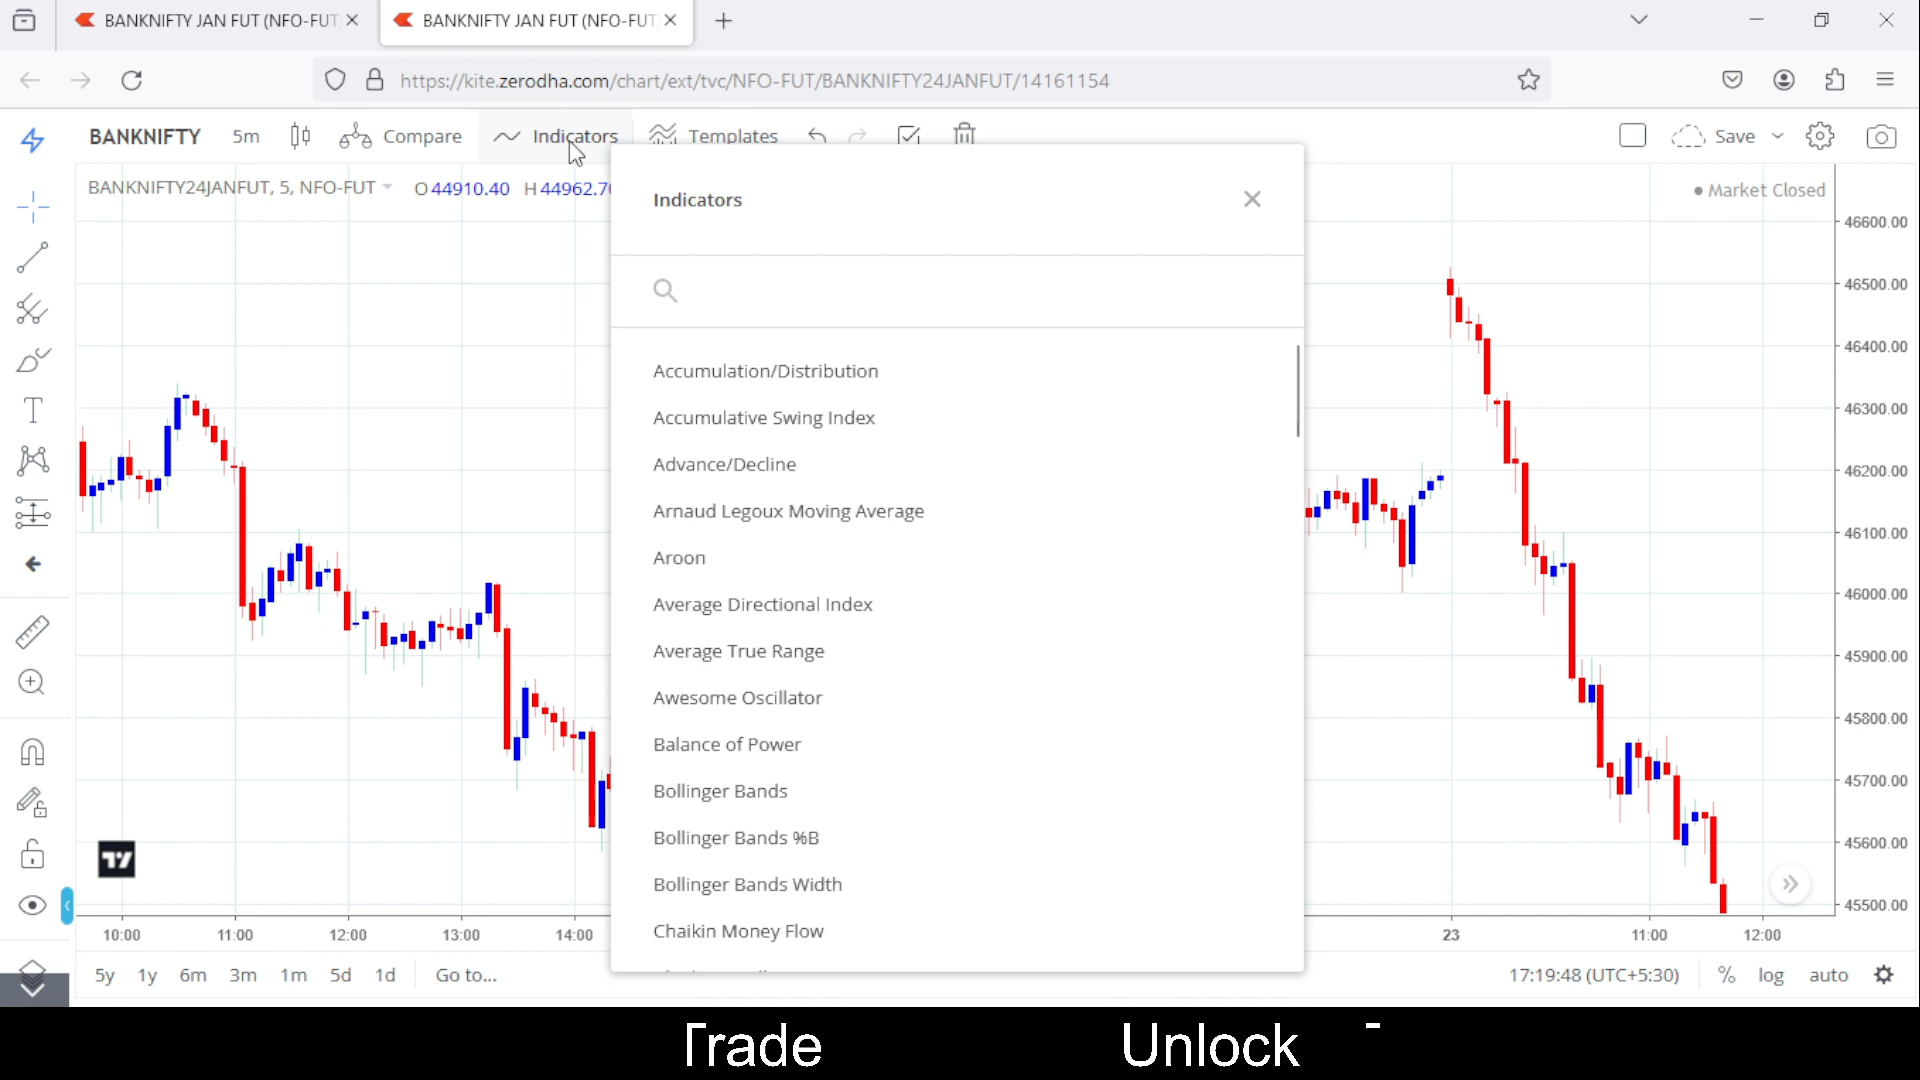 BANKNIFTY JAN FUT (NFO-FUT
BANKNIFTY JAN FUT (NFO-FUT
https://kite.zerodha.com/chart/ext/tvc/NFO-FUT/BANKNIFTY24JANFUT/14161154
BANKNIFTY 5m Compare Indicators Templates Save
BANKNIFTY24JANFUT, 5, NFO-FUT O 44910.40 H 44962.7
Market Closed
Indicators
Accumulation/Distribution
Accumulative Swing Index
Advance/Decline
Arnaud Legoux Moving Average
Aroon
Average Directional Index
Average True Range
Awesome Oscillator
Balance of Power
Bollinger Bands
Bollinger Bands %B
Bollinger Bands Width
Chaikin Money Flow
46600.00
46500.00
46400.00
46300.00
46200.00
46100.00
46000.00
45900.00
45800.00
45700.00
45600.00
45500.00
10:00 11:00 12:00 13:00 14:00 23 11:00 12:00
5y 1y 6m 3m 1m 5d 1d Go to... 17:19:48 (UTC+5:30) % log auto
Trade Unlock